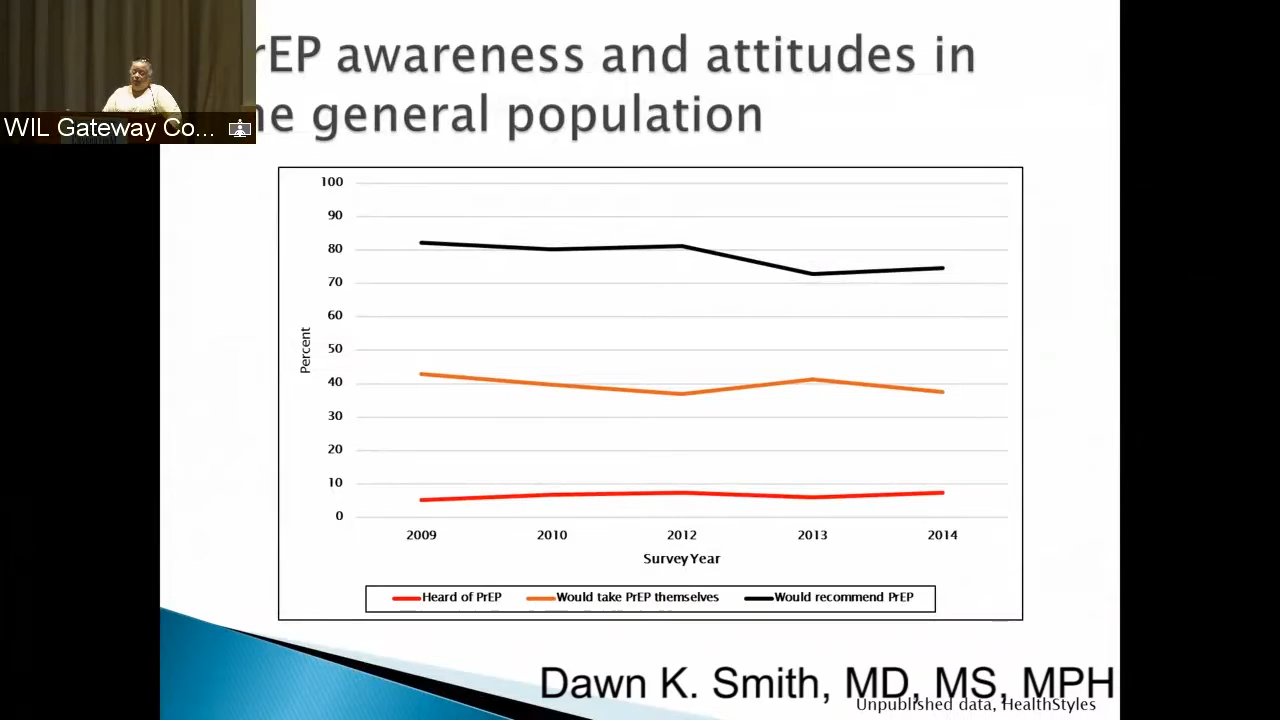 rEP awareness and attitudes in
he general population
WIL Gateway Co...
100
90
80
70
60
50
40
30
20
10
0
Percent
2009 2010 2012 2013 2014
Survey Year
Heard of PrEP Would take PrEP themselves Would recommend PrEP
Dawn K. Smith, MD, MS, MPH
Unpublished data, HealthStyles